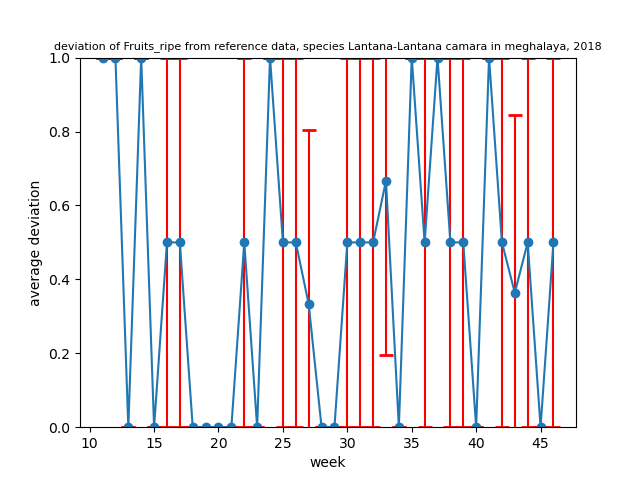 deviation of Fruits_ripe from reference data, species Lantana-Lantana camara in meghalaya, 2018
1.0
0.8
0.6
0.4
0.2
0.0
average deviation
10 15 20 25 30 35 40 45
week